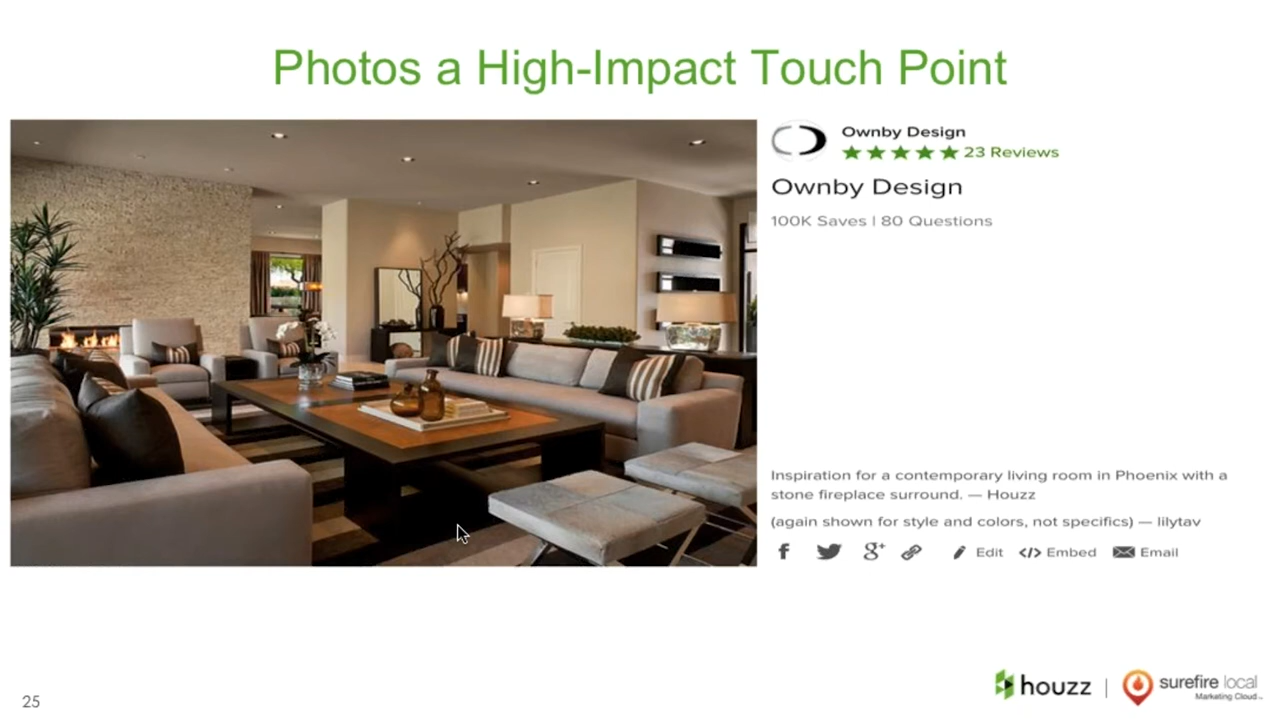 Photos a High-Impact Touch Point
Ownby Design
23 Reviews
Ownby Design
100K Saves | 80 Questions
Inspiration for a contemporary living room in Phoenix with a
stone fireplace surround. — Houzz
(again shown for style and colors, not specifics) — lilytav
Edit </> Embed Email
houzz | surefire local
Marketing Cloud
25